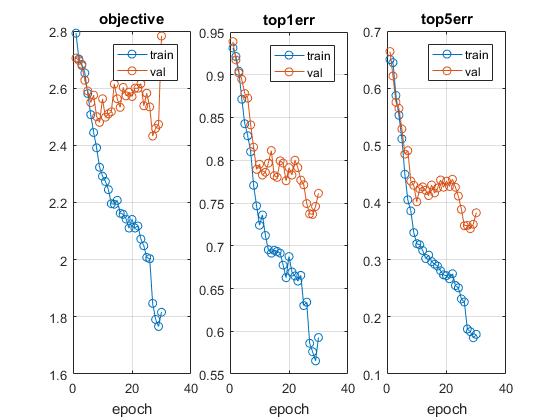 objective
2.8
2.6
2.4
2.2
2
1.8
1.6
0 20 40
epoch
train
val
top1err
0.95
0.9
0.85
0.8
0.75
0.7
0.65
0.6
0.55
0 20 40
epoch
train
val
top5err
0.7
0.6
0.5
0.4
0.3
0.2
0.1
0 20 40
epoch
train
val